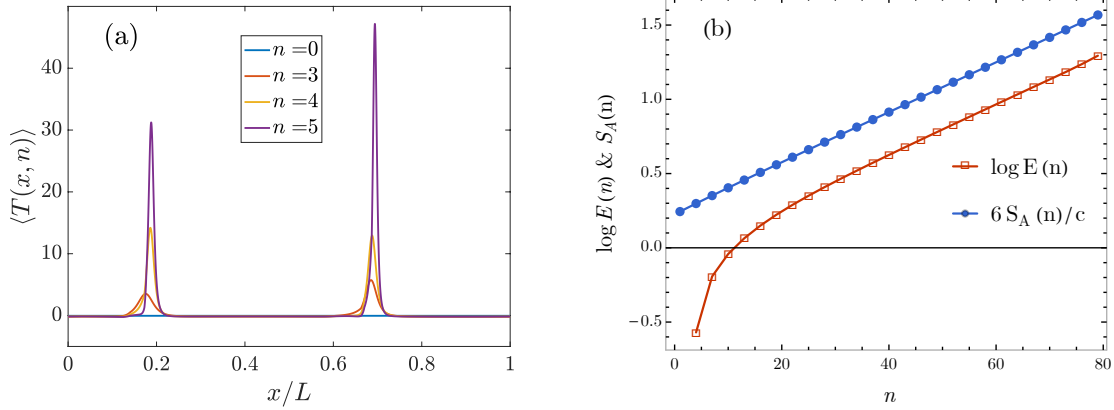 (a)
n =0
n =3
n =4
n =5
40
30
20
10
0
0
0.2
0.4
0.6
0.8
1
x/L
⟨T(x, n)⟩
(b)
1.5
1.0
0.5
0.0
−0.5
0
20
40
60
80
n
log E (n) & S_A(n)
log E (n)
6 S_A (n)/c